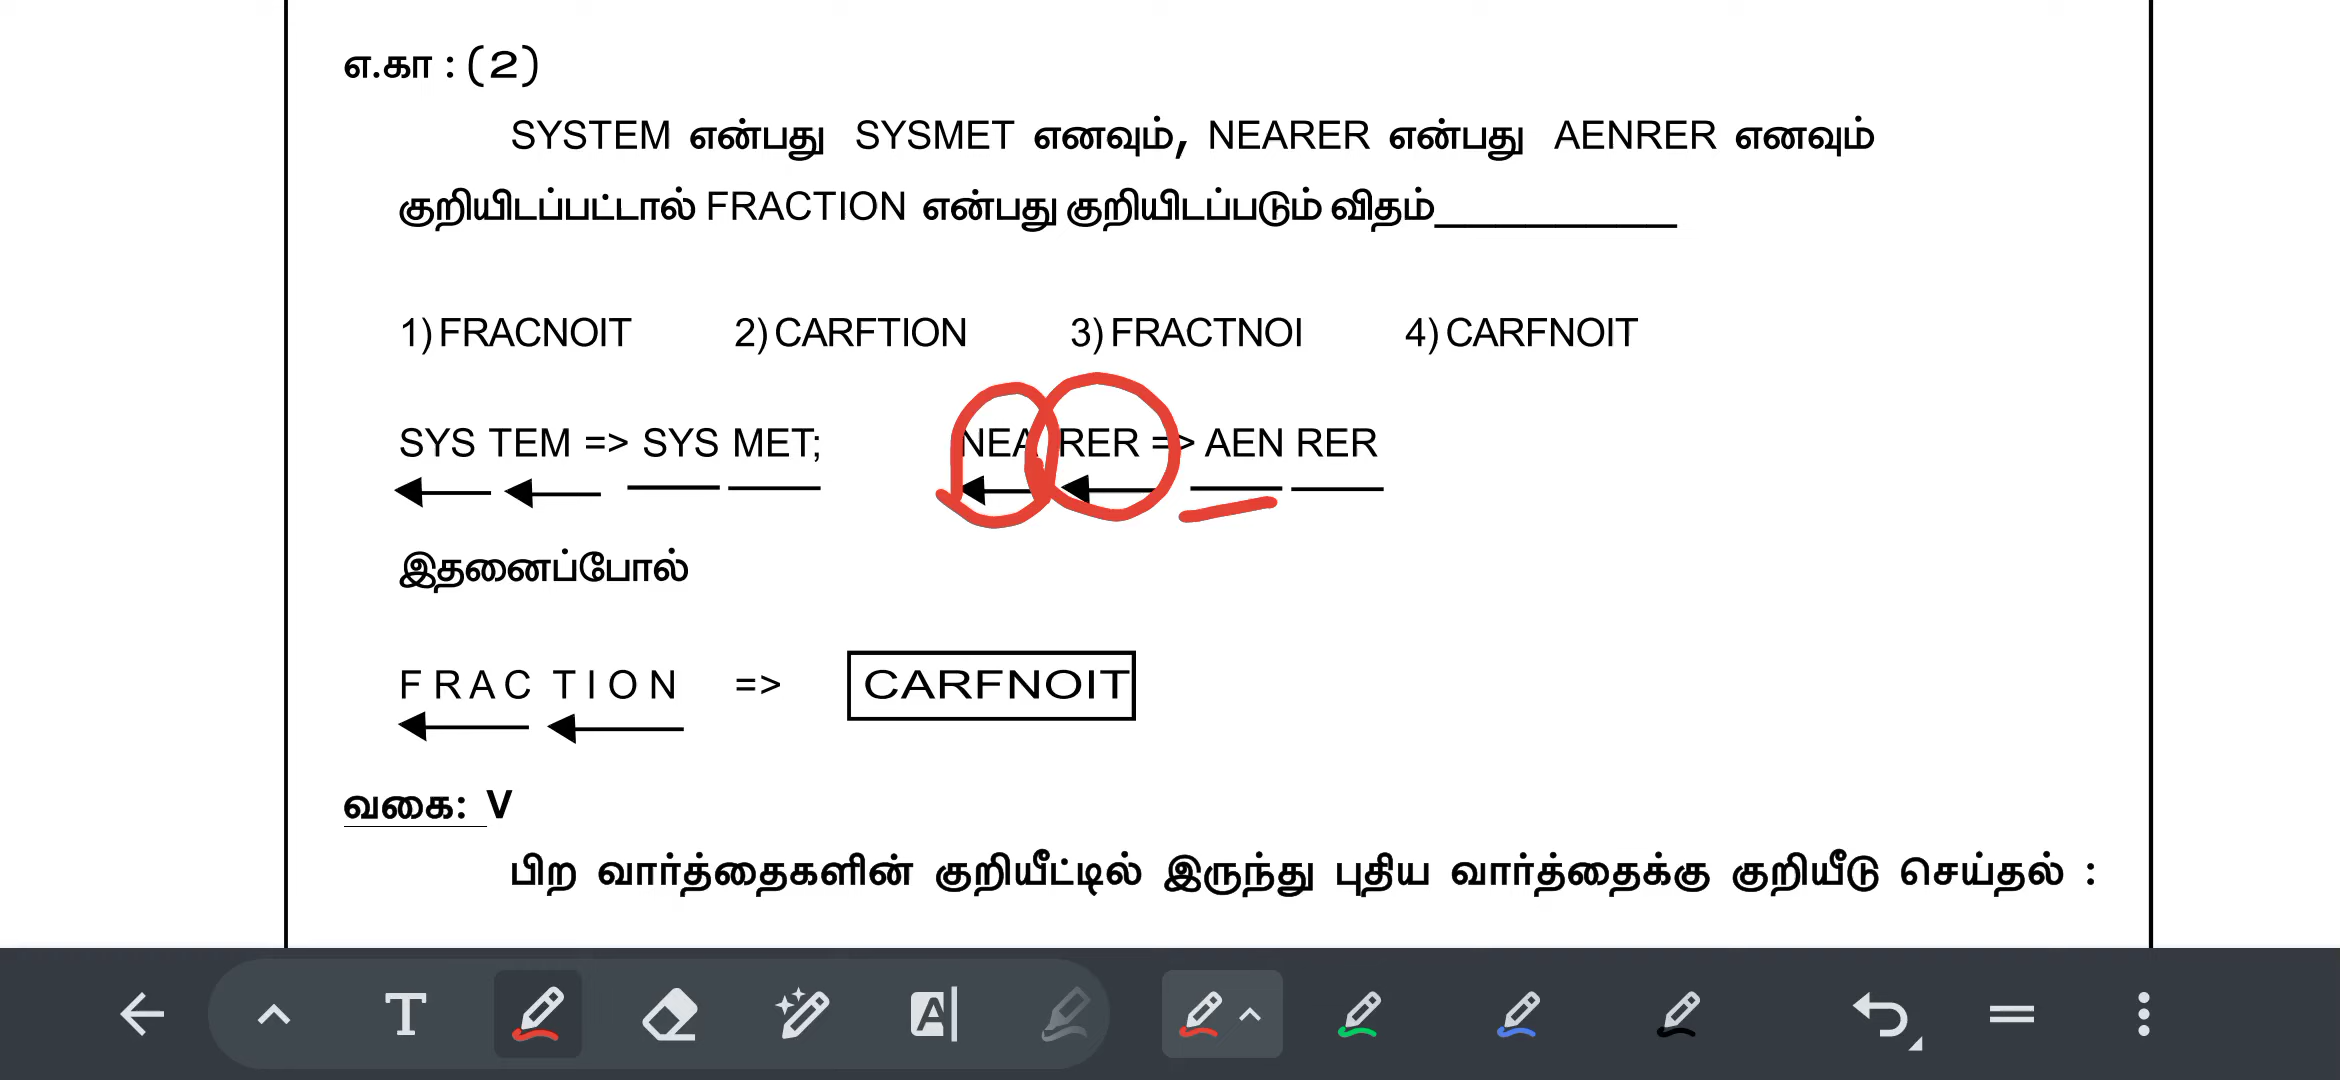 எ.கா : (2)
SYSTEM என்பது SYSMET எனவும், NEARER என்பது AENRER எனவும்
குறியிடப்பட்டால் FRACTION என்பது குறியிடப்படும் விதம்___________
1) FRACNOIT 2) CARFTION 3) FRACTNOI 4) CARFNOIT
SYS TEM => SYS MET; NEA RER => AEN RER
இதனைப்போல்
F R A C T I O N => CARFNOIT
வகை: V
பிற வார்த்தைகளின் குறியீட்டில் இருந்து புதிய வார்த்தைக்கு குறியீடு செய்தல் :
T A